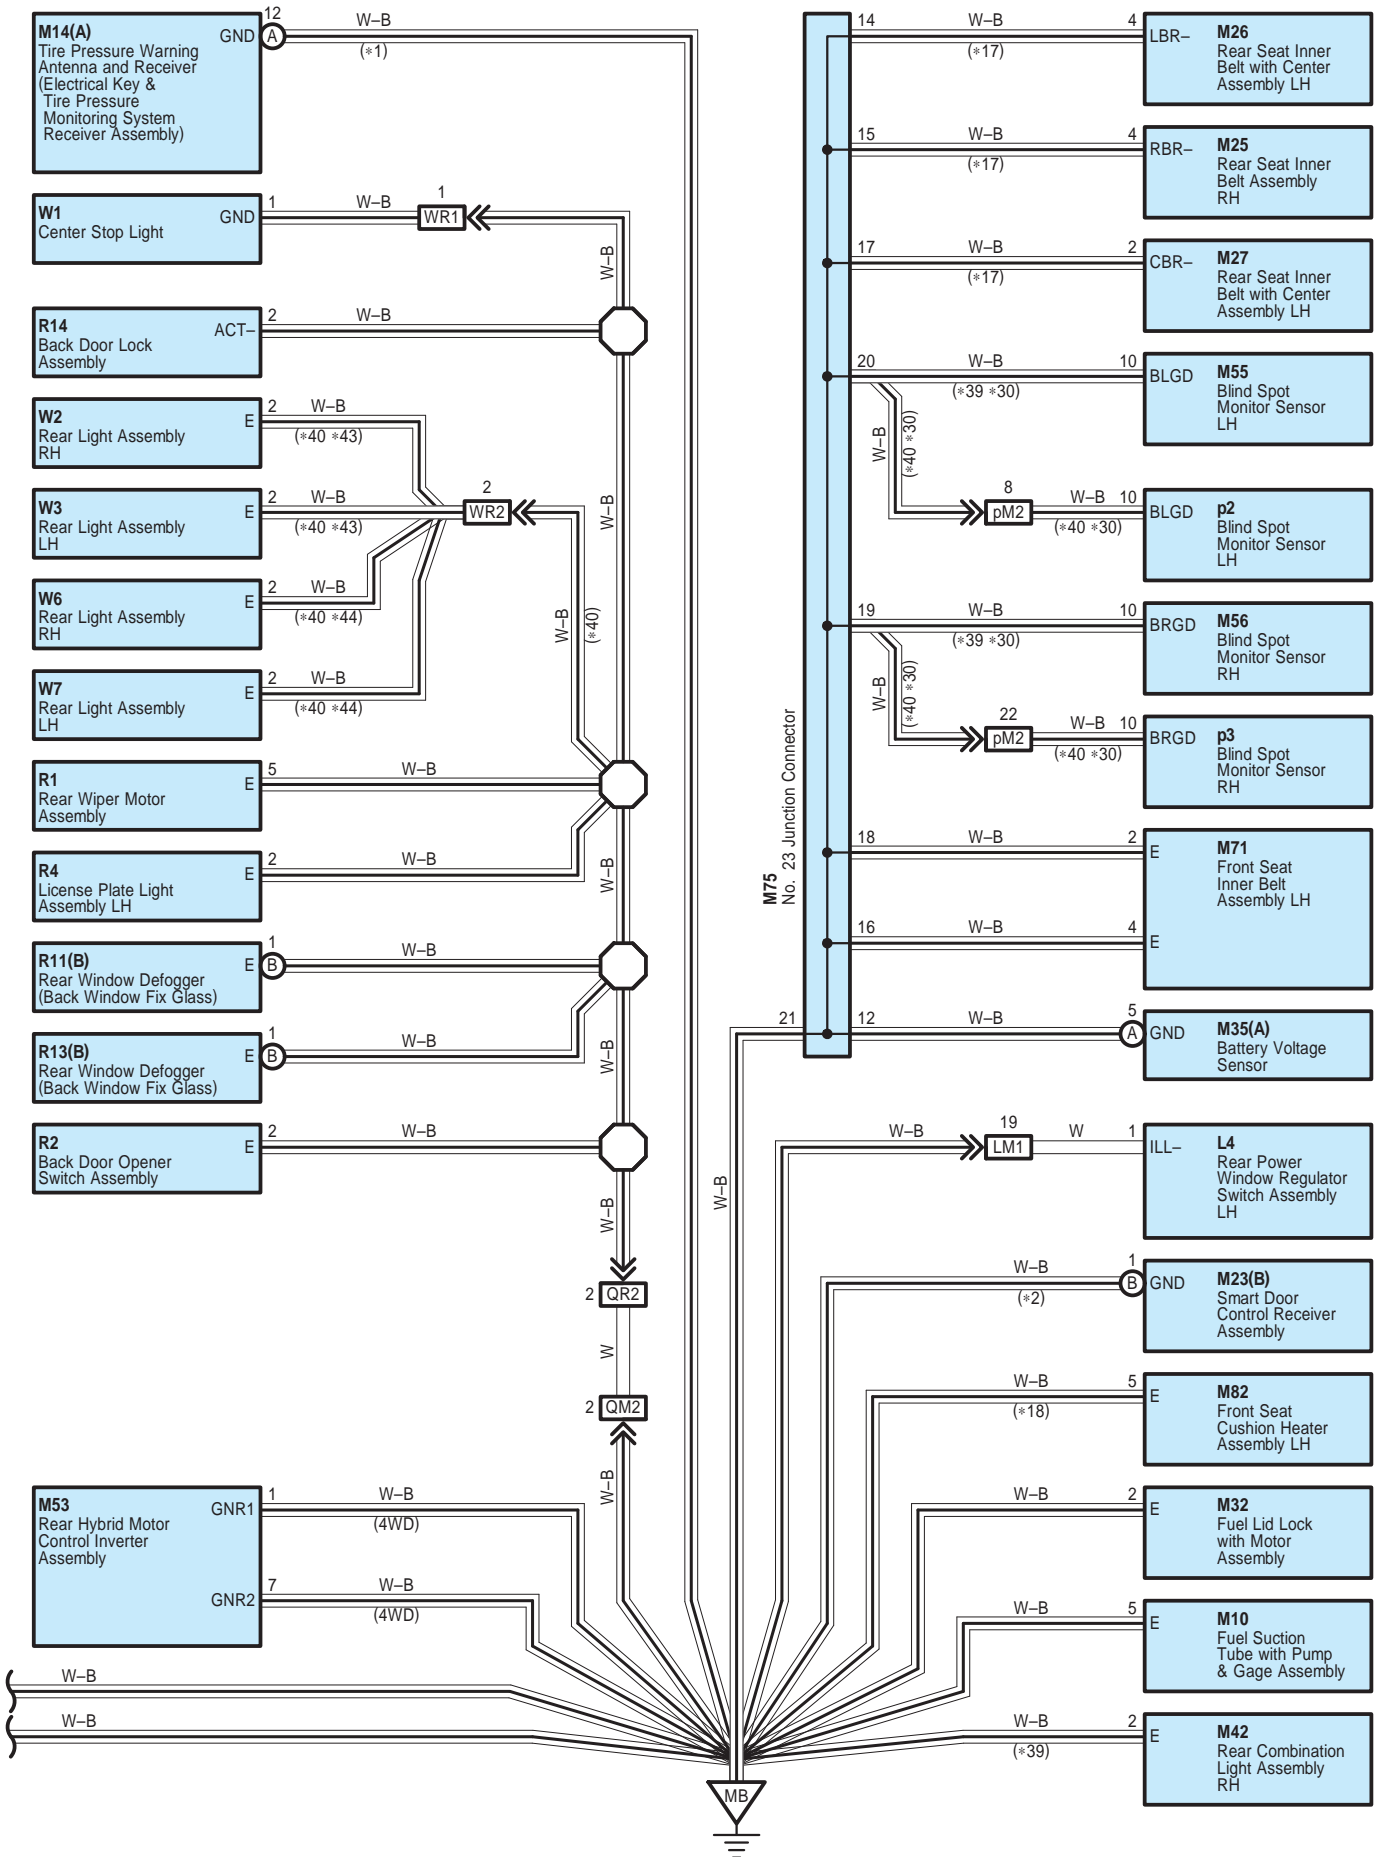 M14(A)
Tire Pressure Warning
Antenna and Receiver
(Electrical Key &
Tire Pressure
Monitoring System
Receiver Assembly)
GND
12
A
W–B
(*1)
W1
Center Stop Light
GND
1
W–B
1
WR1
W–B
R14
Back Door Lock
Assembly
ACT–
2
W–B
W2
Rear Light Assembly
RH
E
2
W–B
(*40 *43)
W3
Rear Light Assembly
LH
E
2
W–B
(*40 *43)
2
WR2
W–B
W6
Rear Light Assembly
RH
E
2
W–B
(*40 *44)
W–B
(*40)
W7
Rear Light Assembly
LH
E
2
W–B
(*40 *44)
R1
Rear Wiper Motor
Assembly
E
5
W–B
R4
License Plate Light
Assembly LH
E
2
W–B
W–B
R11(B)
Rear Window Defogger
(Back Window Fix Glass)
E
1
B
W–B
R13(B)
Rear Window Defogger
(Back Window Fix Glass)
E
1
B
W–B
W–B
R2
Back Door Opener
Switch Assembly
E
2
W–B
W–B
2
QR2
W
2
QM2
W–B
M53
Rear Hybrid Motor
Control Inverter
Assembly
GNR1
1
W–B
(4WD)
GNR2
7
W–B
(4WD)
W–B
W–B
M75
No. 23 Junction Connector
14
W–B
(*17)
4
LBR–
M26
Rear Seat Inner
Belt with Center
Assembly LH
15
W–B
(*17)
4
RBR–
M25
Rear Seat Inner
Belt Assembly
RH
17
W–B
(*17)
2
CBR–
M27
Rear Seat Inner
Belt with Center
Assembly LH
20
W–B
(*39 *30)
10
BLGD
M55
Blind Spot
Monitor Sensor
LH
W–B
(*40 *30)
8
pM2
W–B
(*40 *30)
10
BLGD
p2
Blind Spot
Monitor Sensor
LH
19
W–B
(*39 *30)
10
BRGD
M56
Blind Spot
Monitor Sensor
RH
W–B
(*40 *30)
22
pM2
W–B
(*40 *30)
10
BRGD
p3
Blind Spot
Monitor Sensor
RH
18
W–B
2
E
M71
Front Seat
Inner Belt
Assembly LH
16
W–B
4
E
21
12
W–B
5
A
GND
M35(A)
Battery Voltage
Sensor
W–B
W–B
19
LM1
W
1
ILL–
L4
Rear Power
Window Regulator
Switch Assembly
LH
W–B
(*2)
1
B
GND
M23(B)
Smart Door
Control Receiver
Assembly
W–B
(*18)
5
E
M82
Front Seat
Cushion Heater
Assembly LH
W–B
2
E
M32
Fuel Lid Lock
with Motor
Assembly
W–B
5
E
M10
Fuel Suction
Tube with Pump
& Gage Assembly
W–B
(*39)
2
E
M42
Rear Combination
Light Assembly
RH
MB